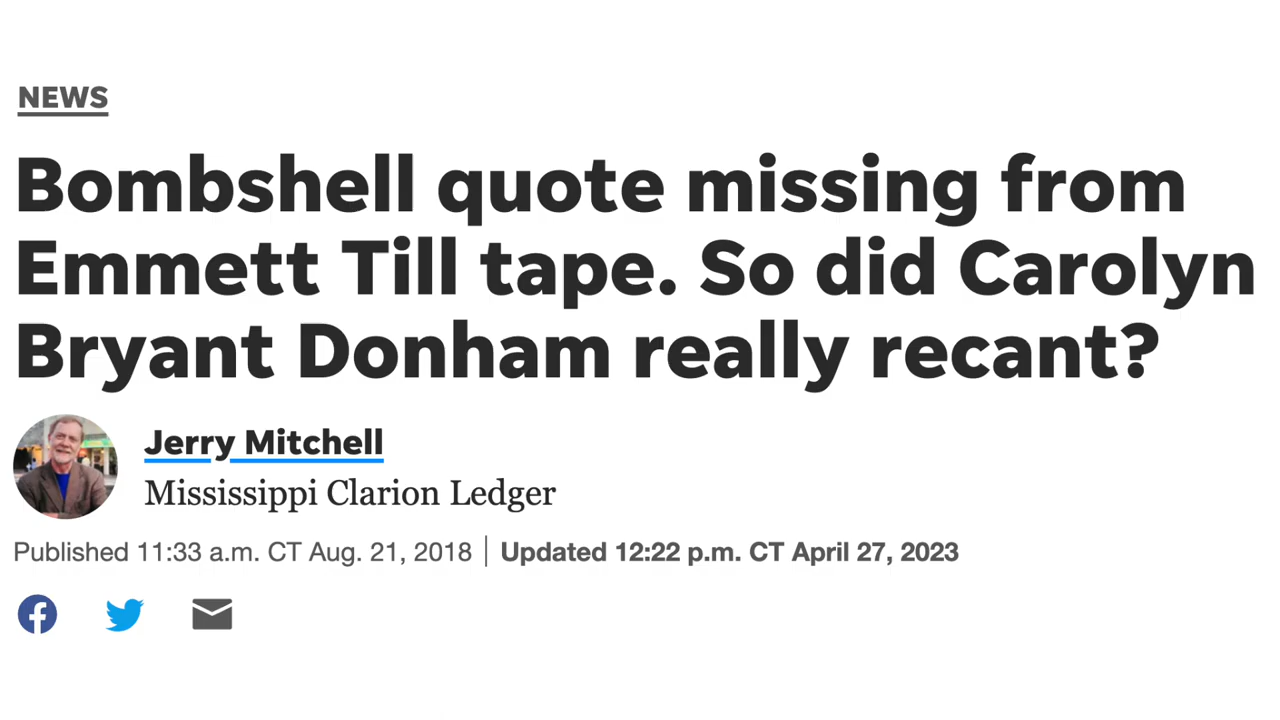 NEWS
Bombshell quote missing from
Emmett Till tape. So did Carolyn
Bryant Donham really recant?
Jerry Mitchell
Mississippi Clarion Ledger
Published 11:33 a.m. CT Aug. 21, 2018 | Updated 12:22 p.m. CT April 27, 2023